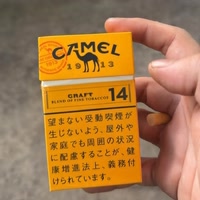 CAMEL
1913
CRAFT
BLEND OF FINE TOBACCOS
14
望まない受動喫煙が
生じないよう、屋外や
家庭でも周囲の状況
に配慮することが、健
康増進法上、義務付
けられています。